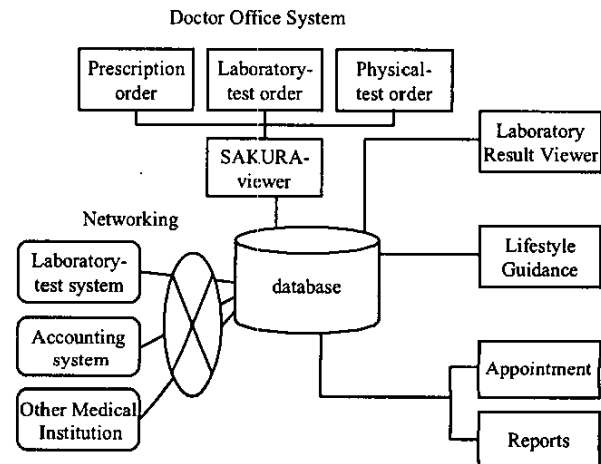 Doctor Office System
Prescription
order
Laboratory-
test order
Physical-
test order
SAKURA-
viewer
Laboratory
Result Viewer
Networking
Laboratory-
test system
database
Lifestyle
Guidance
Accounting
system
Appointment
Other Medical
Institution
Reports